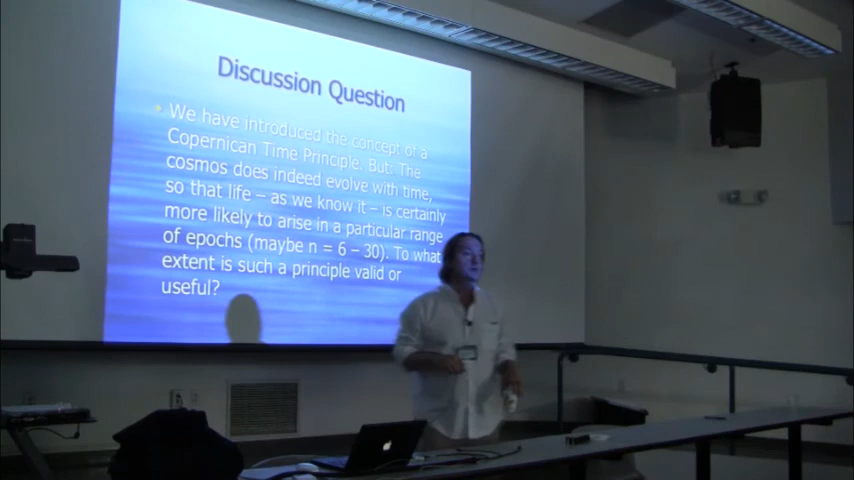 Discussion Question
We have introduced the concept of a
Copernican Time Principle. But: The
cosmos does indeed evolve with time,
so that life – as we know it – is certainly
more likely to arise in a particular range
of epochs (maybe n = 6 – 30). To what
extent is such a principle valid or
useful?